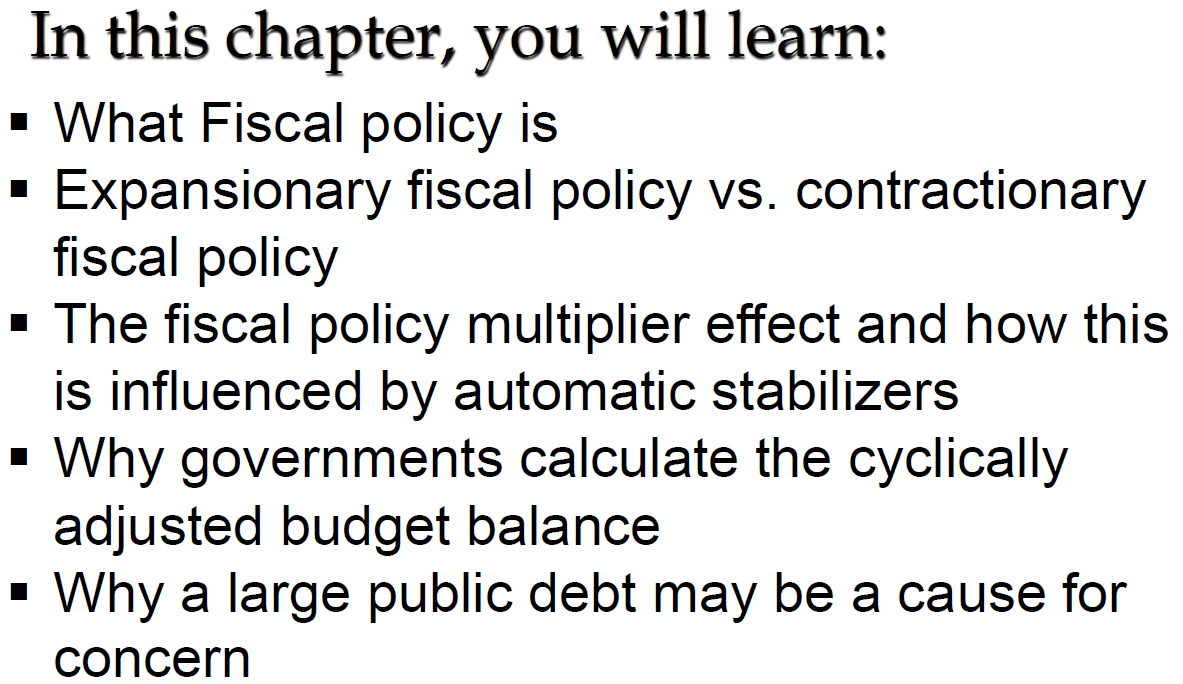 In this chapter, you will learn:
▪ What Fiscal policy is
▪ Expansionary fiscal policy vs. contractionary
fiscal policy
▪ The fiscal policy multiplier effect and how this
is influenced by automatic stabilizers
▪ Why governments calculate the cyclically
adjusted budget balance
▪ Why a large public debt may be a cause for
concern